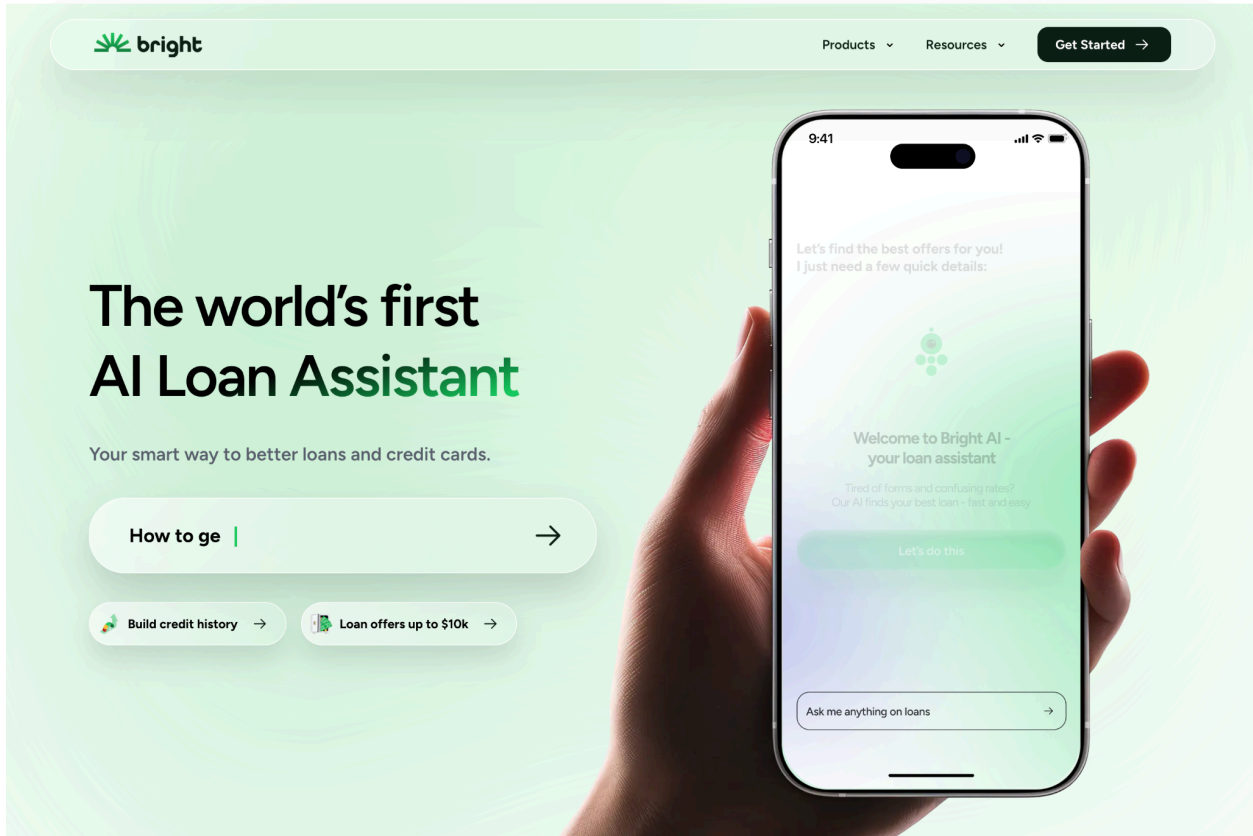 bright
Products
Resources
Get Started
The world's first
AI Loan Assistant
Your smart way to better loans and credit cards.
How to ge
Build credit history
Loan offers up to $10k
9:41
Let's find the best offers for you!
I just need a few quick details:
Welcome to Bright AI -
your loan assistant
Tired of forms and confusing rates?
Our AI finds your best loan - fast and easy
Let's do this
Ask me anything on loans